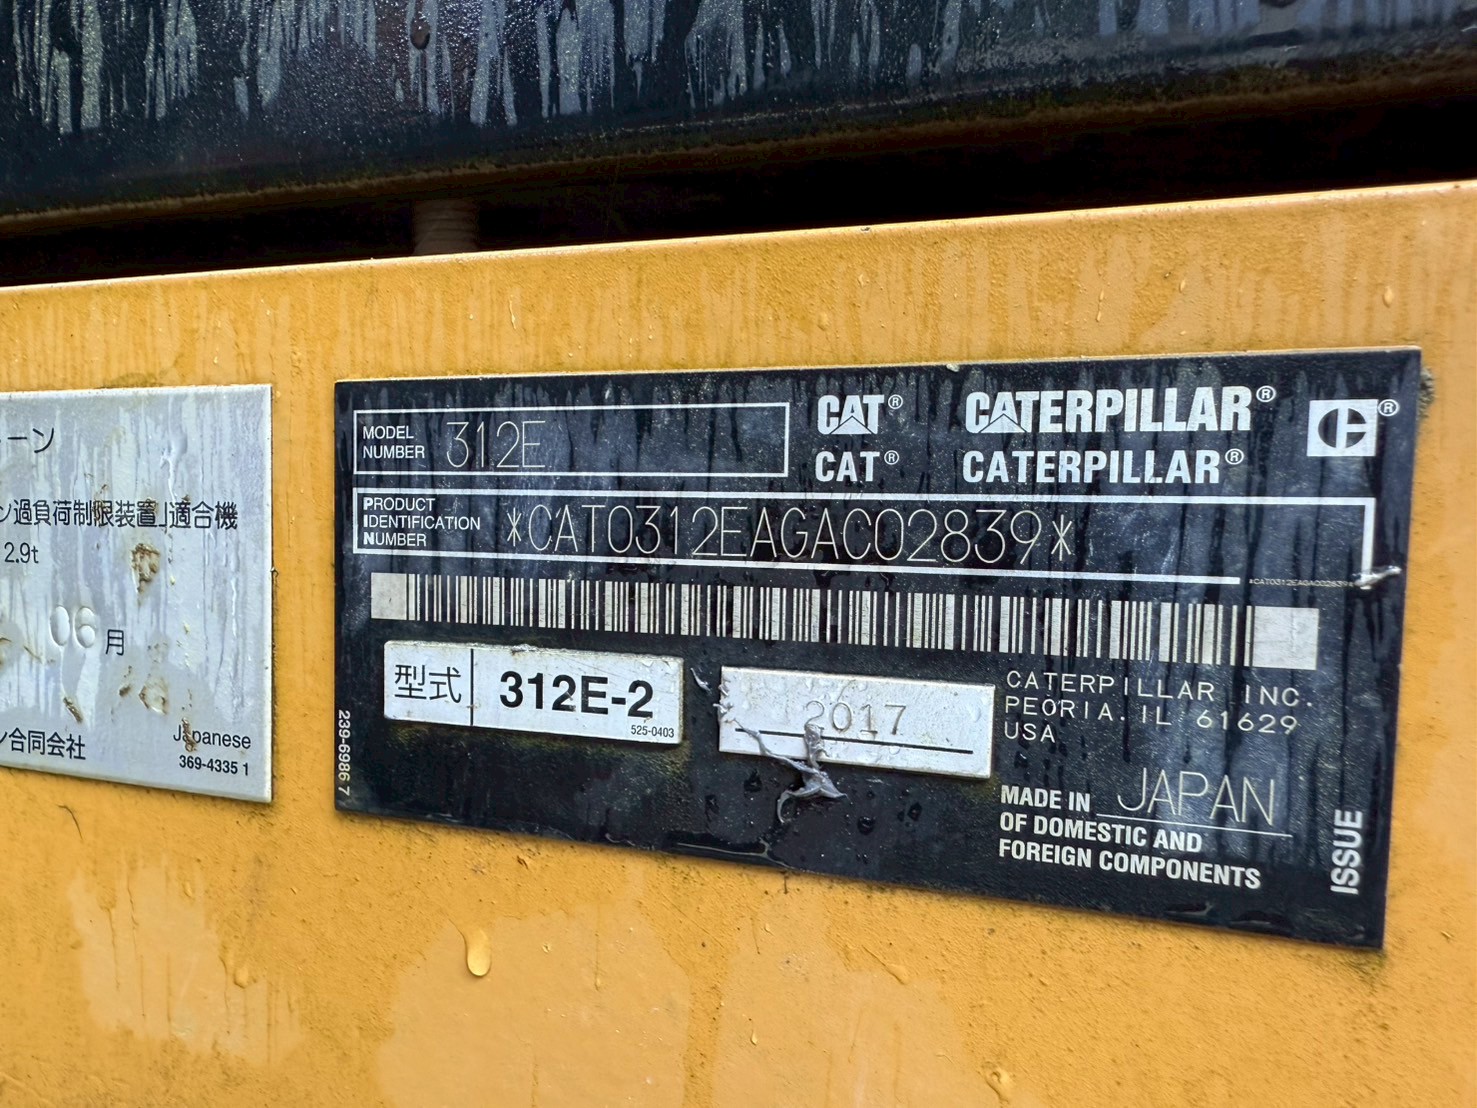 ーン
ン過負荷制限装置」適合機
2.9t
06月
ン合同会社
Japanese
369-4335 1
MODEL NUMBER 312E
CAT® CATERPILLAR®
CAT® CATERPILLAR®
PRODUCT IDENTIFICATION NUMBER *CAT0312EAGAC02839*
*CAT0312EAGAC02839*
型式 312E-2
525-0403
2017
CATERPILLAR INC.
PEORIA. IL 61629
USA
MADE IN JAPAN
OF DOMESTIC AND
FOREIGN COMPONENTS
239-6986 7
ISSUE